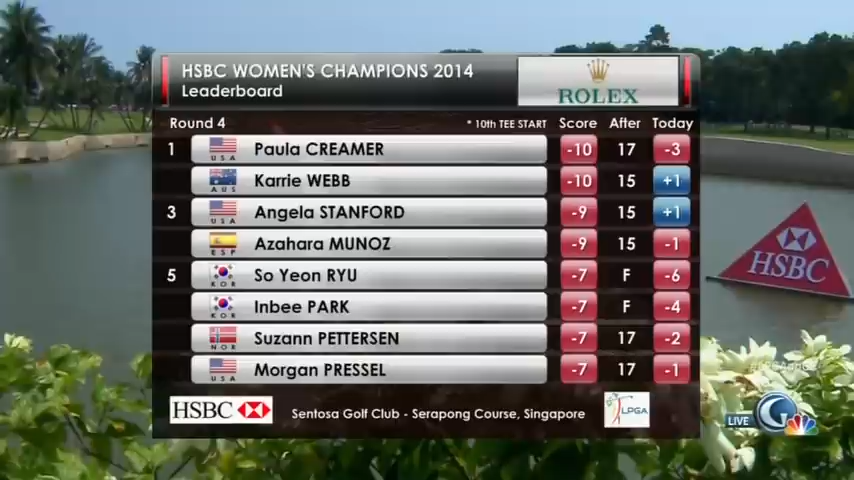 HSBC WOMEN'S CHAMPIONS 2014
Leaderboard
ROLEX
Round 4 * 10th TEE START Score After Today
1 USA Paula CREAMER -10 17 -3
AUS Karrie WEBB -10 15 +1
3 USA Angela STANFORD -9 15 +1
ESP Azahara MUNOZ -9 15 -1
5 KOR So Yeon RYU -7 F -6
KOR Inbee PARK -7 F -4
NOR Suzann PETTERSEN -7 17 -2
USA Morgan PRESSEL -7 17 -1
HSBC Sentosa Golf Club - Serapong Course, Singapore LPGA
HSBC
LIVE G